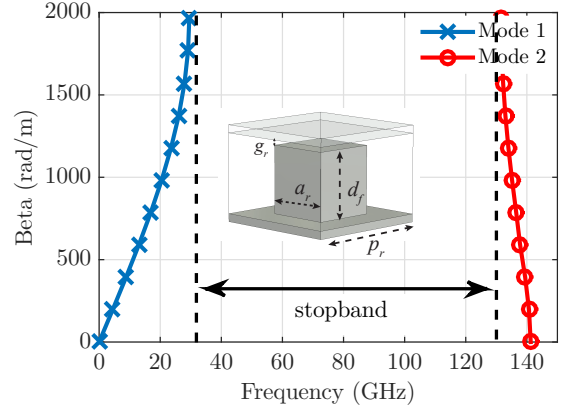 2000
1500
1000
500
0
Beta (rad/m)
Mode 1
Mode 2
g_r
a_r
d_f
p_r
stopband
0 20 40 60 80 100 120 140
Frequency (GHz)